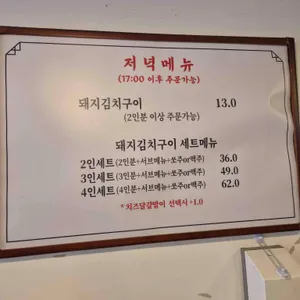 저녁메뉴
(17:00 이후 주문가능)
돼지김치구이 13.0
(2인분 이상 주문가능)
돼지김치구이 세트메뉴
2인세트 (2인분+서브메뉴+쏘주or맥주) 36.0
3인세트 (3인분+서브메뉴+쏘주or맥주) 49.0
4인세트 (4인분+서브메뉴+쏘주or맥주) 62.0
*치즈달걀말이 선택시 +1.0